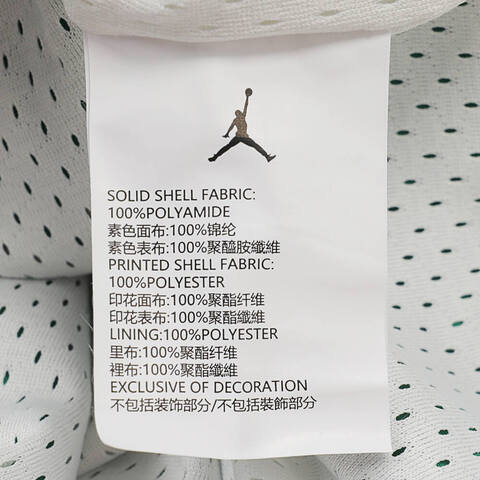 SOLID SHELL FABRIC:
100%POLYAMIDE
素色面布:100%锦纶
素色表布:100%聚醯胺纖維
PRINTED SHELL FABRIC:
100%POLYESTER
印花面布:100%聚酯纤维
印花表布:100%聚酯纖維
LINING:100%POLYESTER
里布:100%聚酯纤维
裡布:100%聚酯纖維
EXCLUSIVE OF DECORATION
不包括装饰部分/不包括裝飾部分